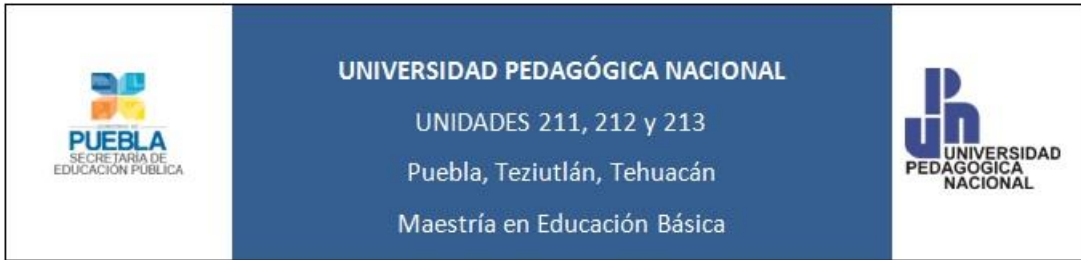 PUEBLA
SECRETARÍA DE
EDUCACIÓN PÚBLICA
UNIVERSIDAD PEDAGÓGICA NACIONAL
UNIDADES 211, 212 y 213
Puebla, Teziutlán, Tehuacán
Maestría en Educación Básica
UNIVERSIDAD
PEDAGOGICA
NACIONAL